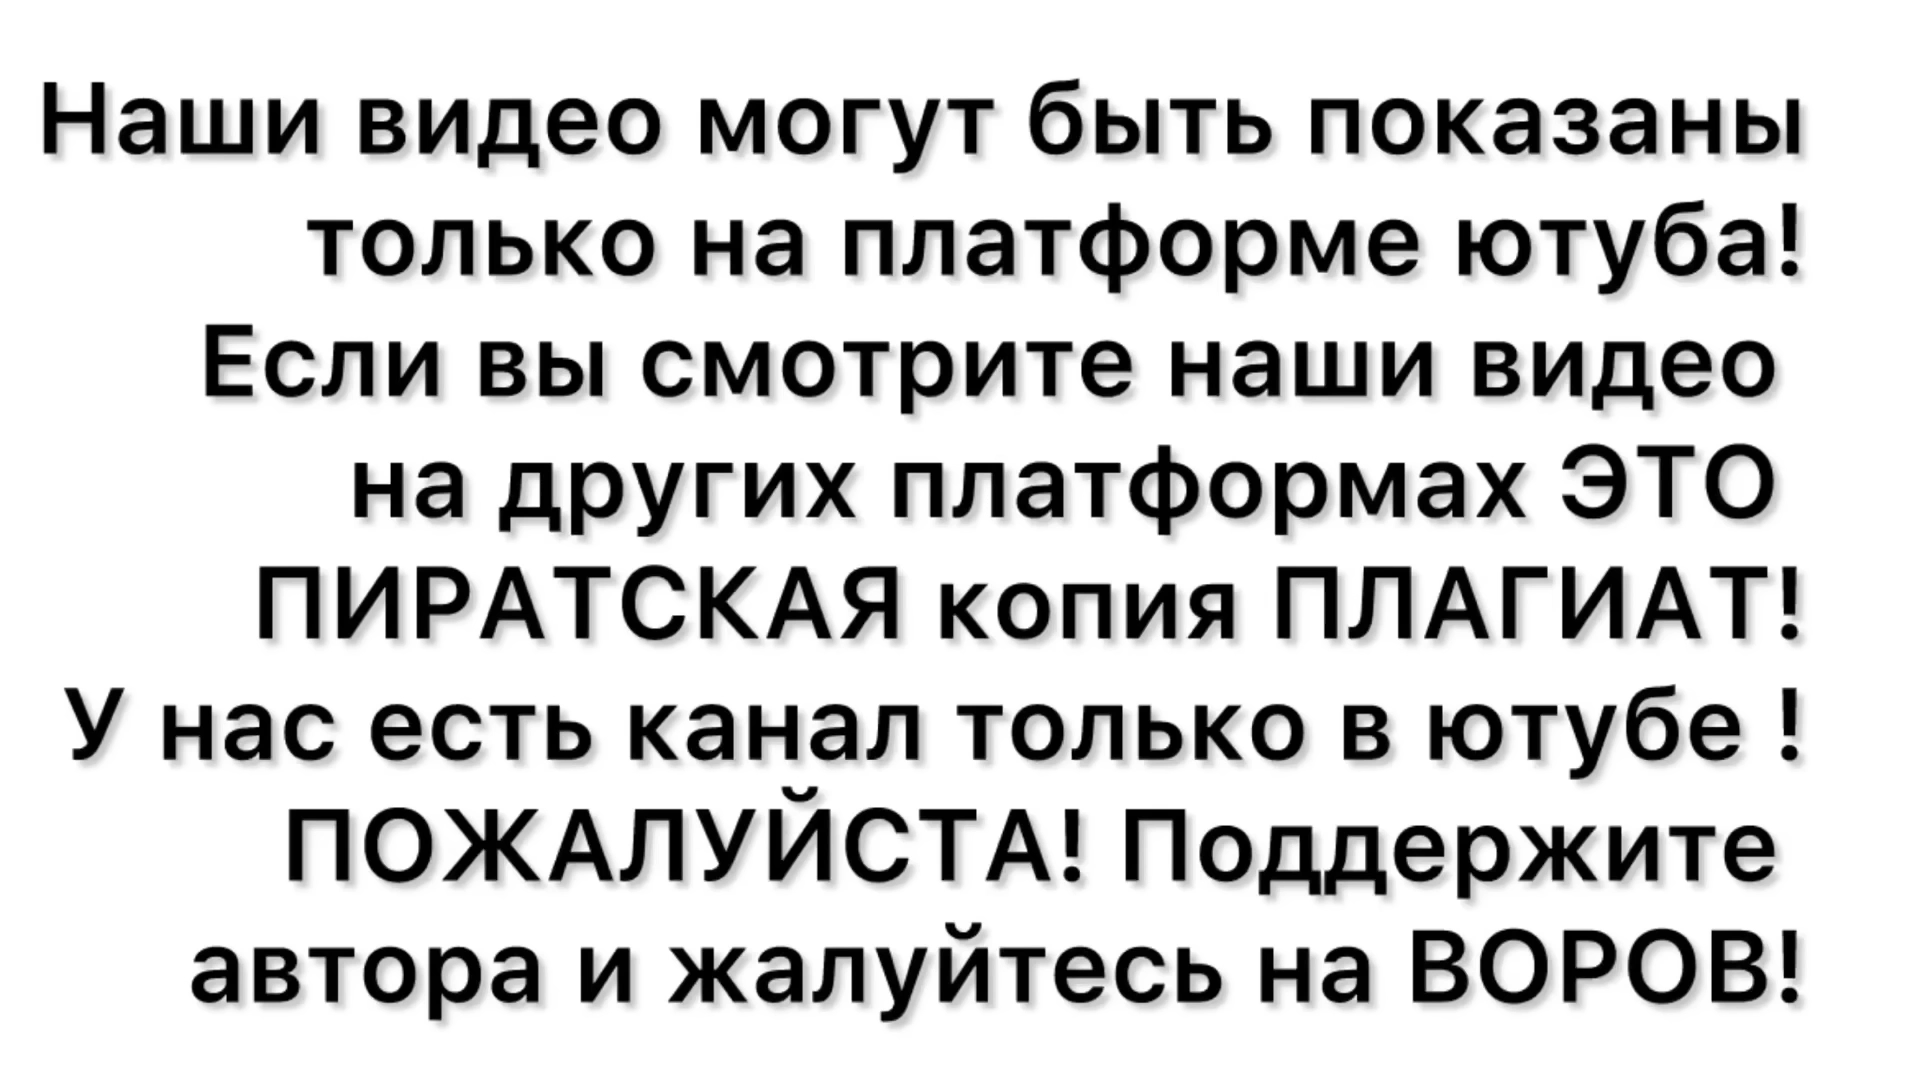 Наши видео могут быть показаны
только на платформе ютуба!
Если вы смотрите наши видео
на других платформах ЭТО
ПИРАТСКАЯ копия ПЛАГИАТ!
У нас есть канал только в ютубе !
ПОЖАЛУЙСТА! Поддержите
автора и жалуйтесь на ВОРОВ!